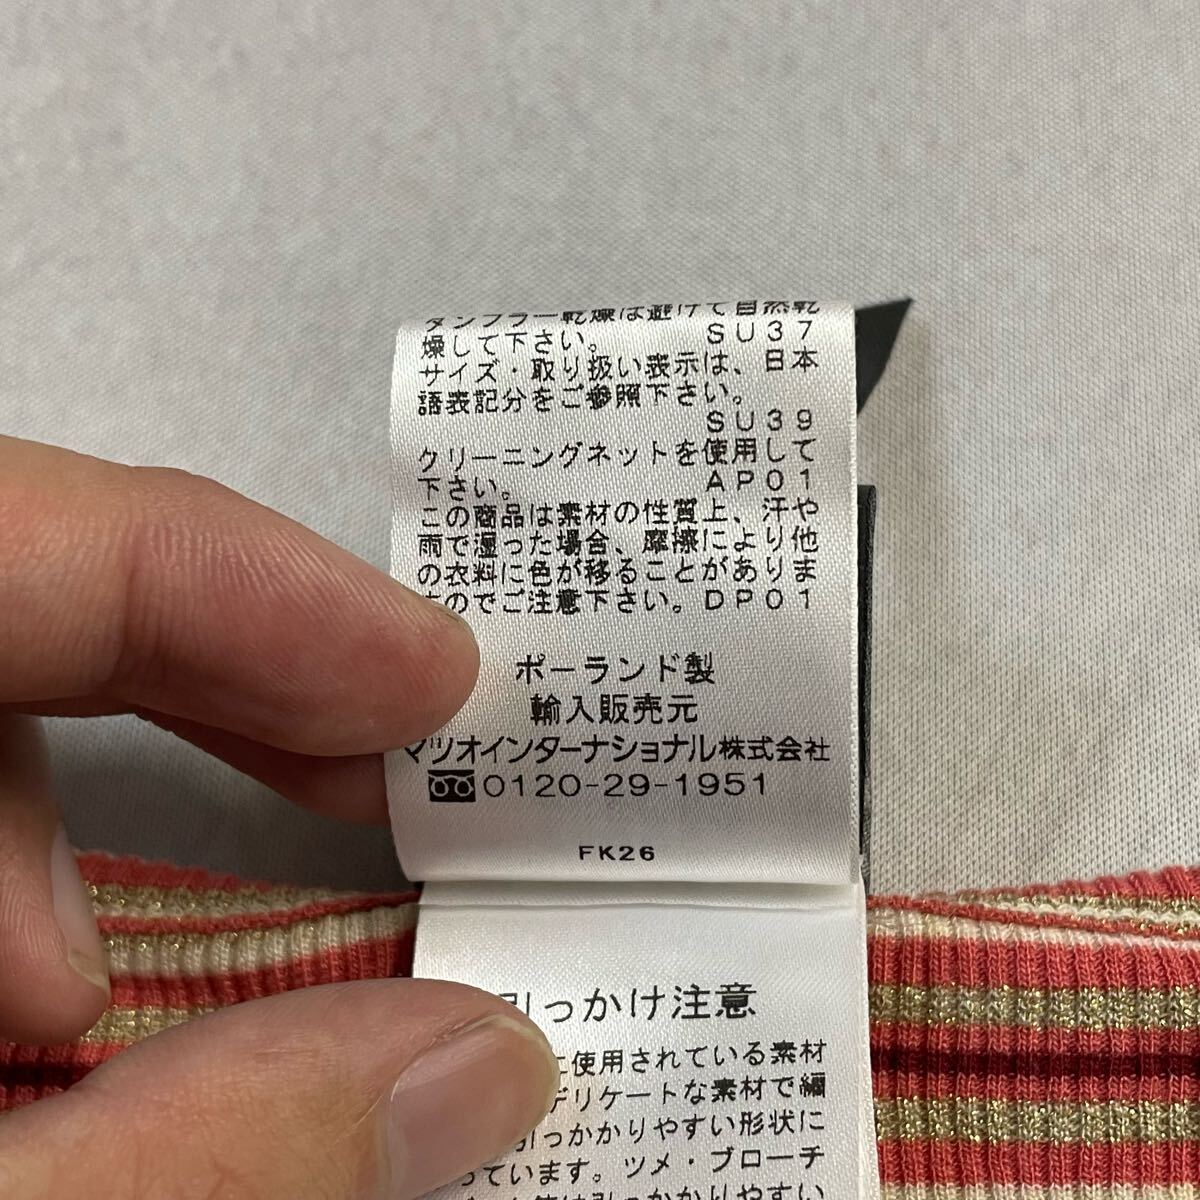 タンブラー乾燥は避けて自然乾
燥して下さい。 SU37
サイズ・取り扱い表示は、日本
語表記分をご参照下さい。
SU39
クリーニングネットを使用して
下さい。 AP01
この商品は素材の性質上、汗や
雨で湿った場合、摩擦により他
の衣料に色が移ることがありま
すのでご注意下さい。DP01
ポーランド製
輸入販売元
マツオインターナショナル株式会社
0120-29-1951
FK26
引っかけ注意
に使用されている素材
デリケートな素材で編
引っかかりやすい形状に
っています。ツメ・ブローチ
引っかかりやすい